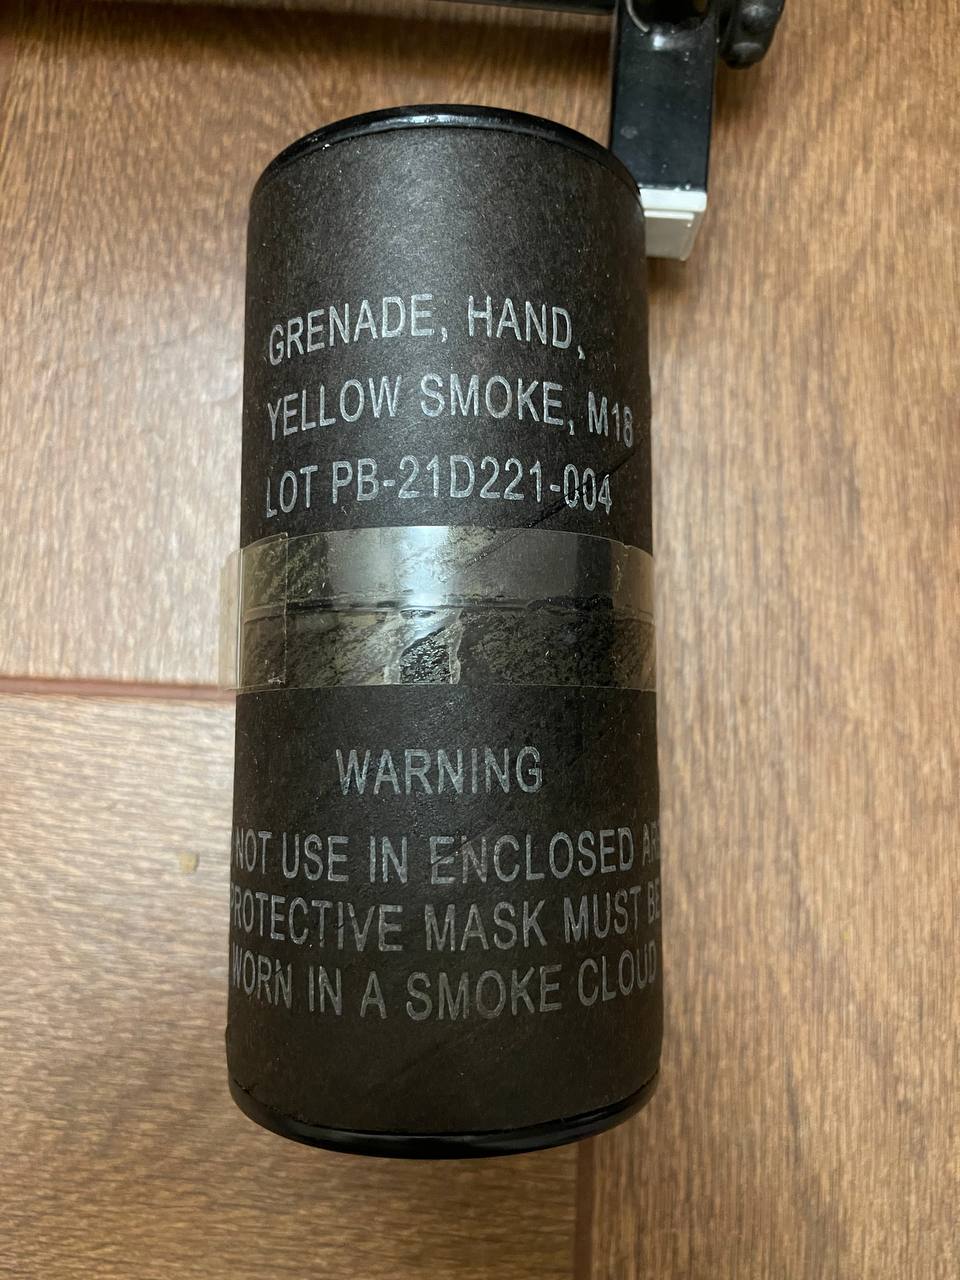 GRENADE, HAND,
YELLOW SMOKE, M18
LOT PB-21D221-004
WARNING
NOT USE IN ENCLOSED ARE
PROTECTIVE MASK MUST BE
WORN IN A SMOKE CLOUD